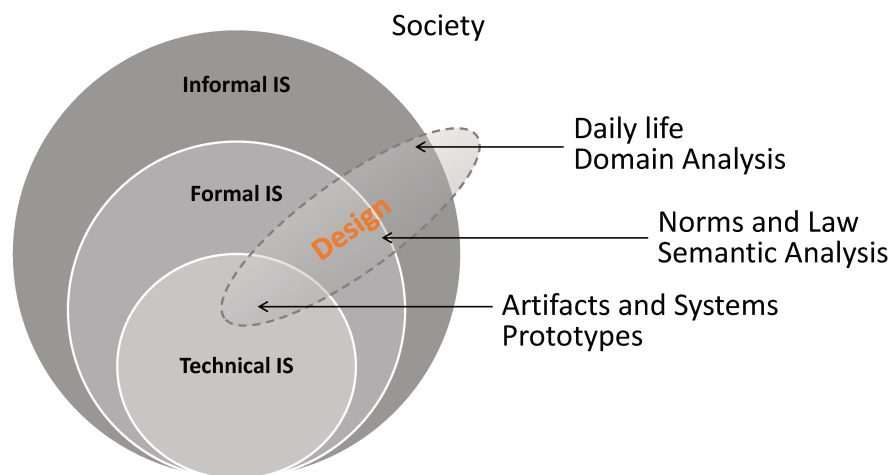 Society
Informal IS
Daily life
Domain Analysis
Formal IS
Design
Norms and Law
Semantic Analysis
Artifacts and Systems
Prototypes
Technical IS